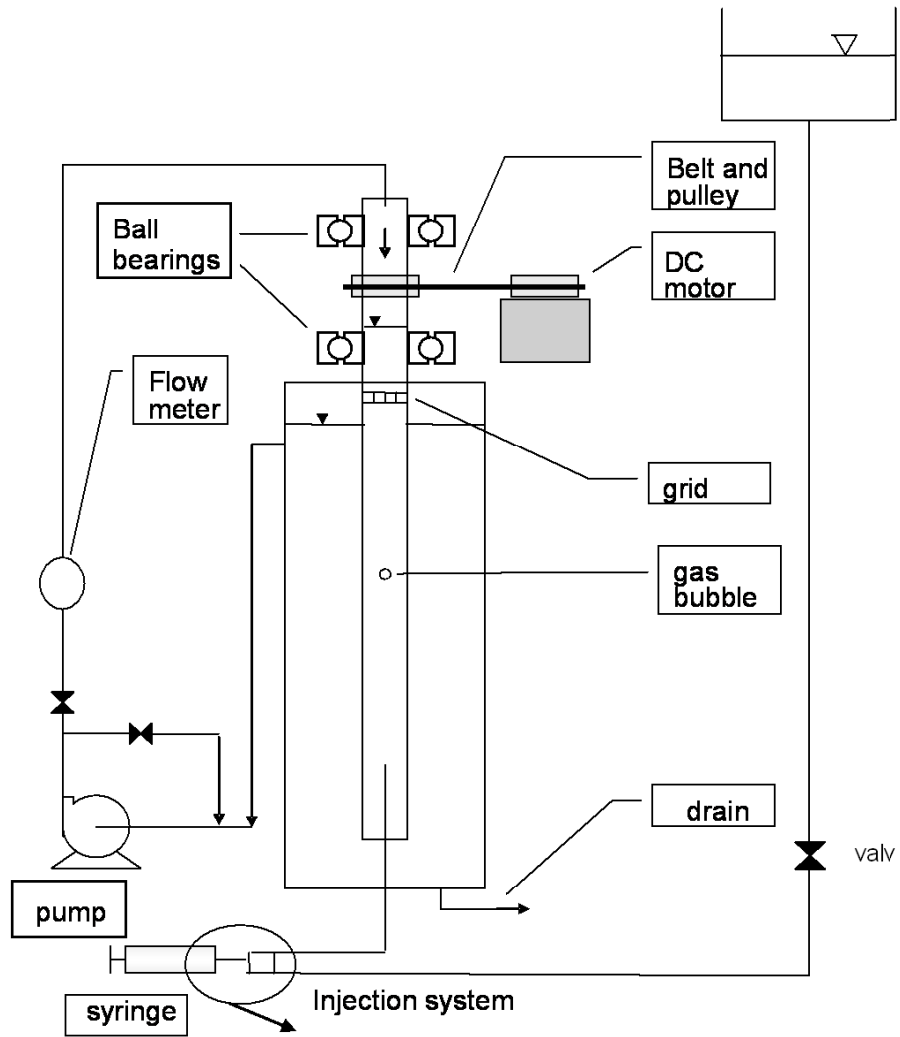 Belt and
pulley
Ball
bearings
DC
motor
Flow
meter
grid
gas
bubble
drain
valv
pump
syringe
Injection system